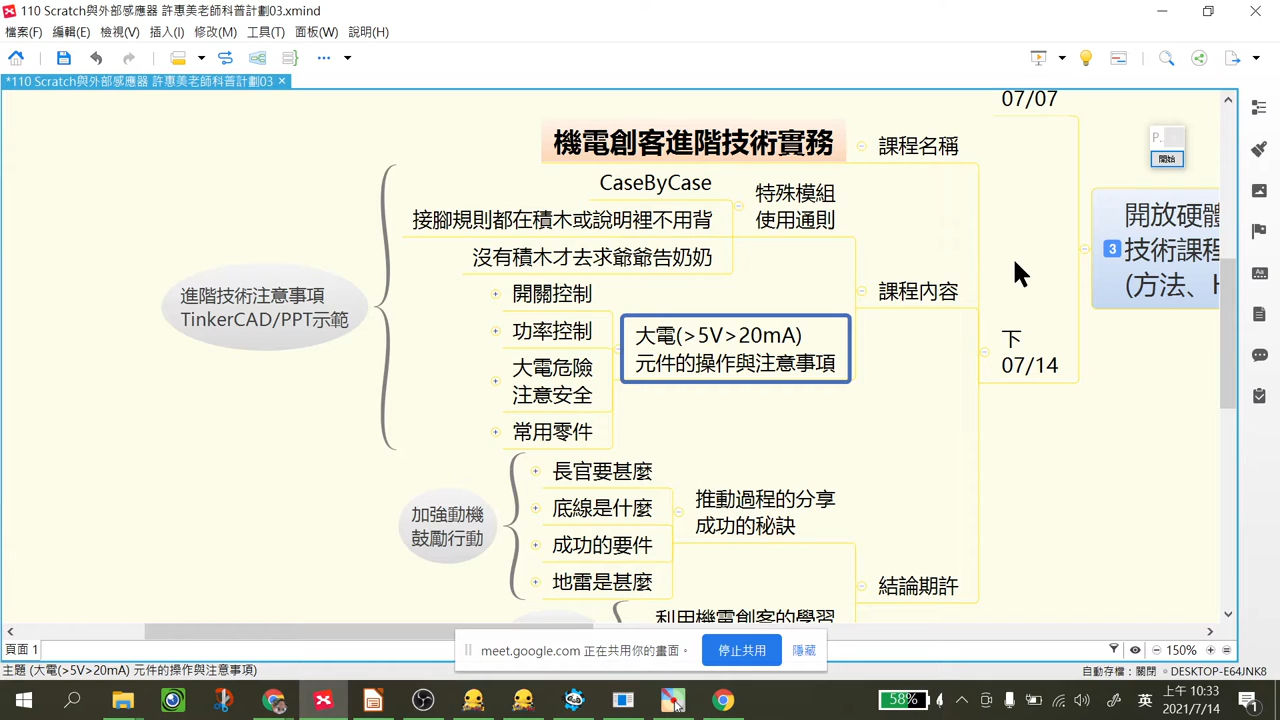 110 Scratch與外部感應器 許惠美老師科普計劃03.xmind
檔案(F) 編輯(E) 檢視(V) 插入(I) 修改(M) 工具(T) 面板(W) 說明(H)
*110 Scratch與外部感應器 許惠美老師科普計劃03
07/07
機電創客進階技術實務
課程名稱
CaseByCase
接腳規則都在積木或說明裡不用背
沒有積木才去求爺爺告奶奶
特殊模組
使用通則
進階技術注意事項
TinkerCAD/PPT示範
開關控制
功率控制
大電危險
注意安全
常用零件
大電(>5V>20mA)
元件的操作與注意事項
課程內容
下
07/14
3
開放硬體
技術課程
(方法、H
P...
開始
加強動機
鼓勵行動
長官要甚麼
底線是什麼
成功的要件
地雷是甚麼
推動過程的分享
成功的秘訣
結論期許
利用機電創客的學習
meet.google.com 正在共用你的畫面。
停止共用
隱藏
頁面 1
150%
主題 (大電(>5V>20mA) 元件的操作與注意事項)
自動存檔：關閉
DESKTOP-E64JNK8
58%
英
上午 10:33
2021/7/14
1